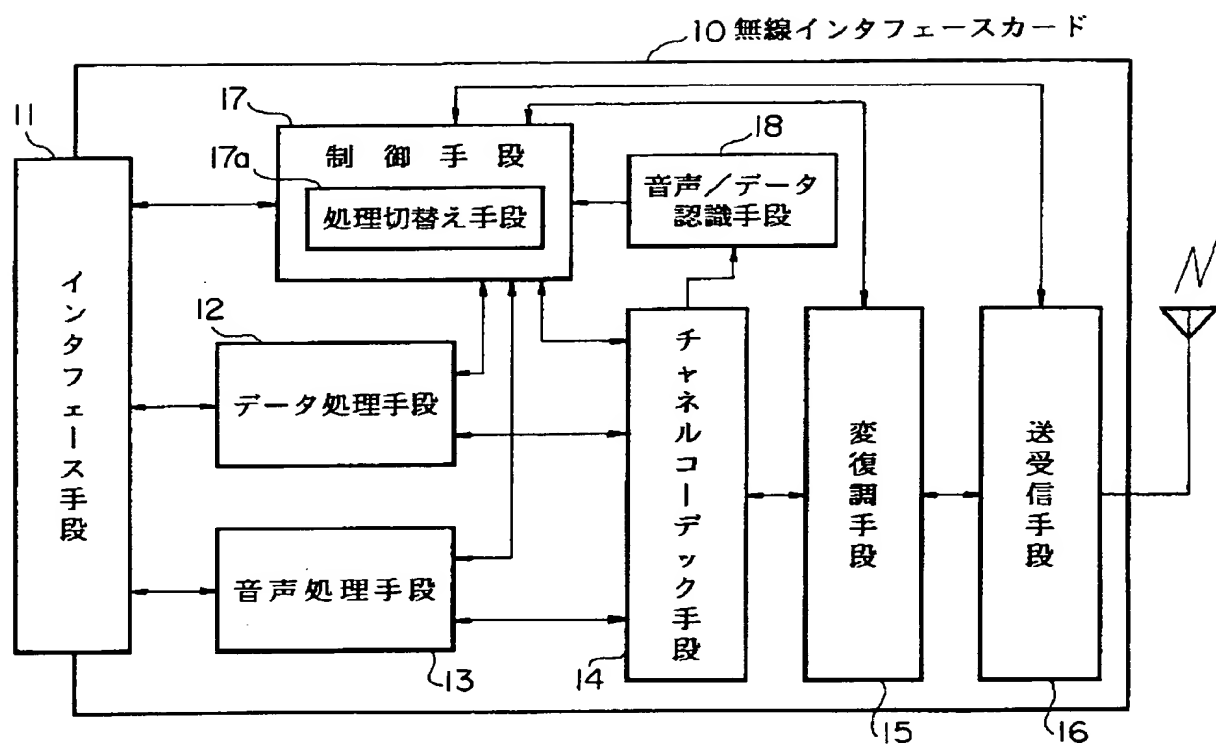 10 無線インタフェースカード
11
インタフェース手段
17
制御手段
17a
処理切替え手段
18
音声／データ
認識手段
12
データ処理手段
音声処理手段
13
チャネルコーデック手段
14
変復調手段
15
送受信手段
16